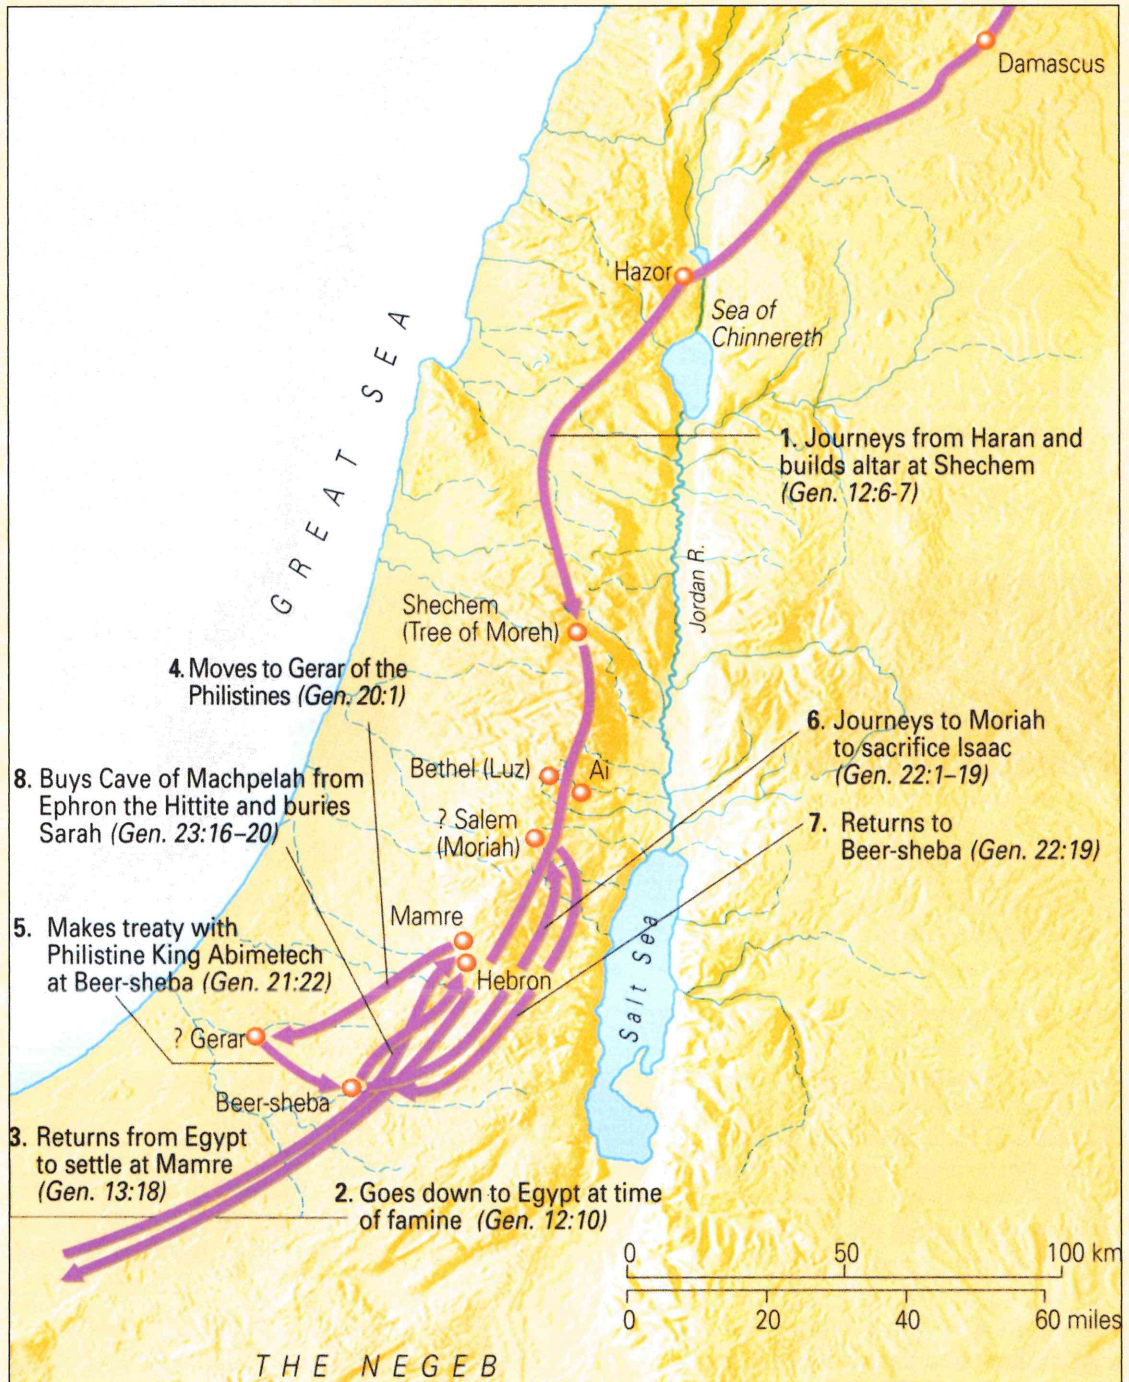 Damascus
Hazor
Sea of
Chinnereth
GREAT SEA
1. Journeys from Haran and
builds altar at Shechem
(Gen. 12:6-7)
Jordan R.
Shechem
(Tree of Moreh)
4. Moves to Gerar of the
Philistines (Gen. 20:1)
6. Journeys to Moriah
to sacrifice Isaac
(Gen. 22:1–19)
Bethel (Luz)
Ai
8. Buys Cave of Machpelah from
Ephron the Hittite and buries
Sarah (Gen. 23:16–20)
? Salem
(Moriah)
7. Returns to
Beer-sheba (Gen. 22:19)
Mamre
5. Makes treaty with
Philistine King Abimelech
at Beer-sheba (Gen. 21:22)
Hebron
Salt Sea
? Gerar
Beer-sheba
3. Returns from Egypt
to settle at Mamre
(Gen. 13:18)
2. Goes down to Egypt at time
of famine (Gen. 12:10)
0 50 100 km
0 20 40 60 miles
THE NEGEB